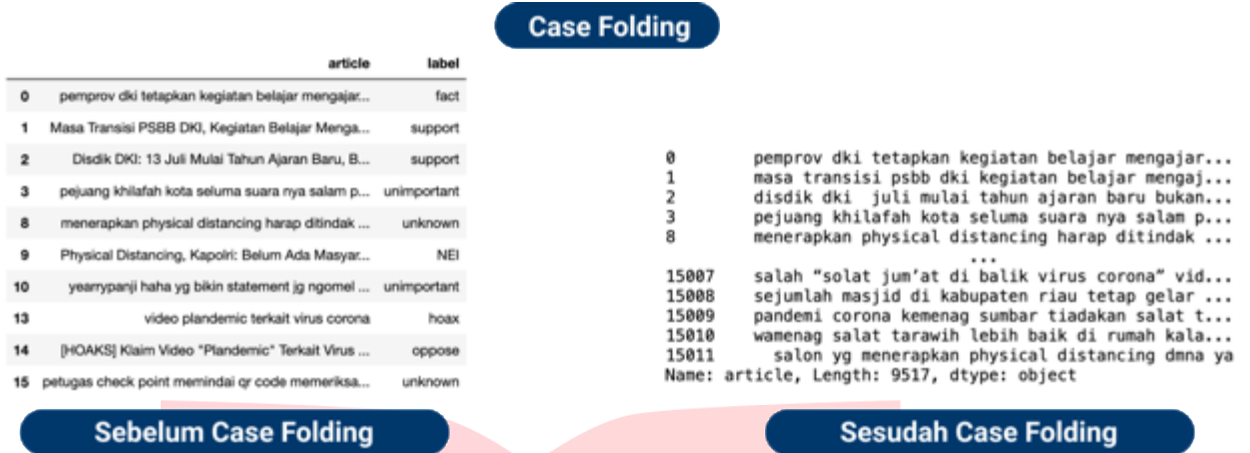 Case Folding
article label
0 pemprov dki tetapkan kegiatan belajar mengajar... fact
1 Masa Transisi PSBB DKI, Kegiatan Belajar Menga... support
2 Disdik DKI: 13 Juli Mulai Tahun Ajaran Baru, B... support
3 pejuang khilafah kota seluma suara nya salam p... unimportant
8 menerapkan physical distancing harap ditindak ... unknown
9 Physical Distancing, Kapolri: Belum Ada Masyar... NEI
10 yearrypanji haha yg bikin statement jg ngomel ... unimportant
13 video plandemic terkait virus corona hoax
14 [HOAKS] Klaim Video "Plandemic" Terkait Virus ... oppose
15 petugas check point memindai qr code memeriksa... unknown
Sebelum Case Folding
0 pemprov dki tetapkan kegiatan belajar mengajar...
1 masa transisi psbb dki kegiatan belajar mengaj...
2 disdik dki  juli mulai tahun ajaran baru bukan...
3 pejuang khilafah kota seluma suara nya salam p...
8 menerapkan physical distancing harap ditindak ...
...
15007 salah “solat jum’at di balik virus corona” vid...
15008 sejumlah masjid di kabupaten riau tetap gelar ...
15009 pandemi corona kemenag sumbar tiadakan salat t...
15010 wamenag salat tarawih lebih baik di rumah kala...
15011 salon yg menerapkan physical distancing dmna ya
Name: article, Length: 9517, dtype: object
Sesudah Case Folding